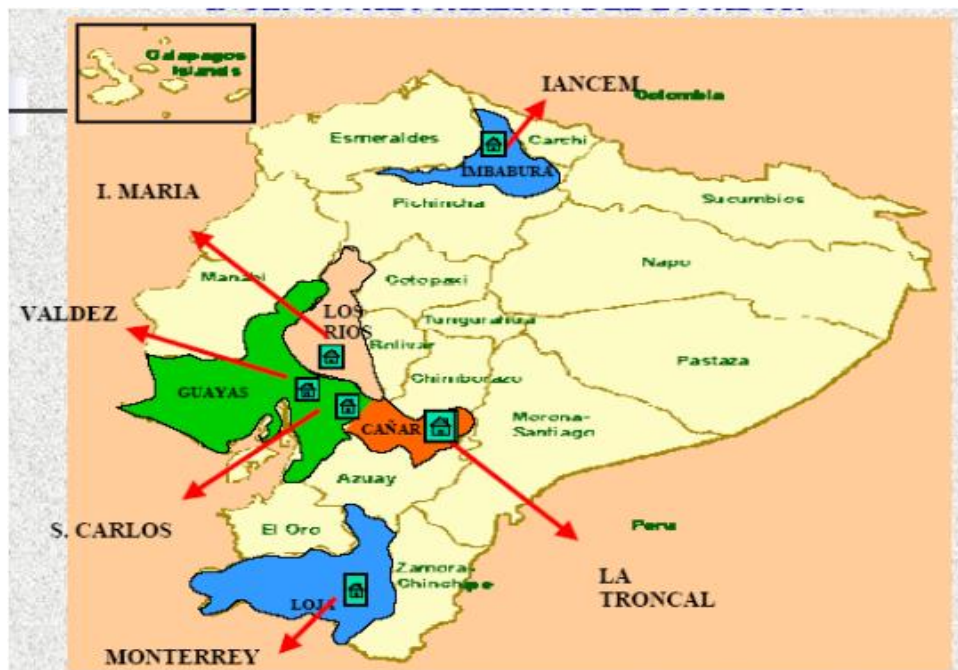 Galapagos
Islands
IANCEM
Colombia
Esmeraldes
Carchi
IMBABURA
I. MARIA
Pichincha
Sucumbios
Manabi
Cotopaxi
Napo
VALDEZ
LOS
RIOS
Tungurahua
Bolivar
Pastaza
Chimborazo
GUAYAS
CAÑAR
Morona-
Santiago
Azuay
S. CARLOS
El Oro
Peru
Zamora-
Chinchipe
LA
TRONCAL
LOJA
MONTERREY